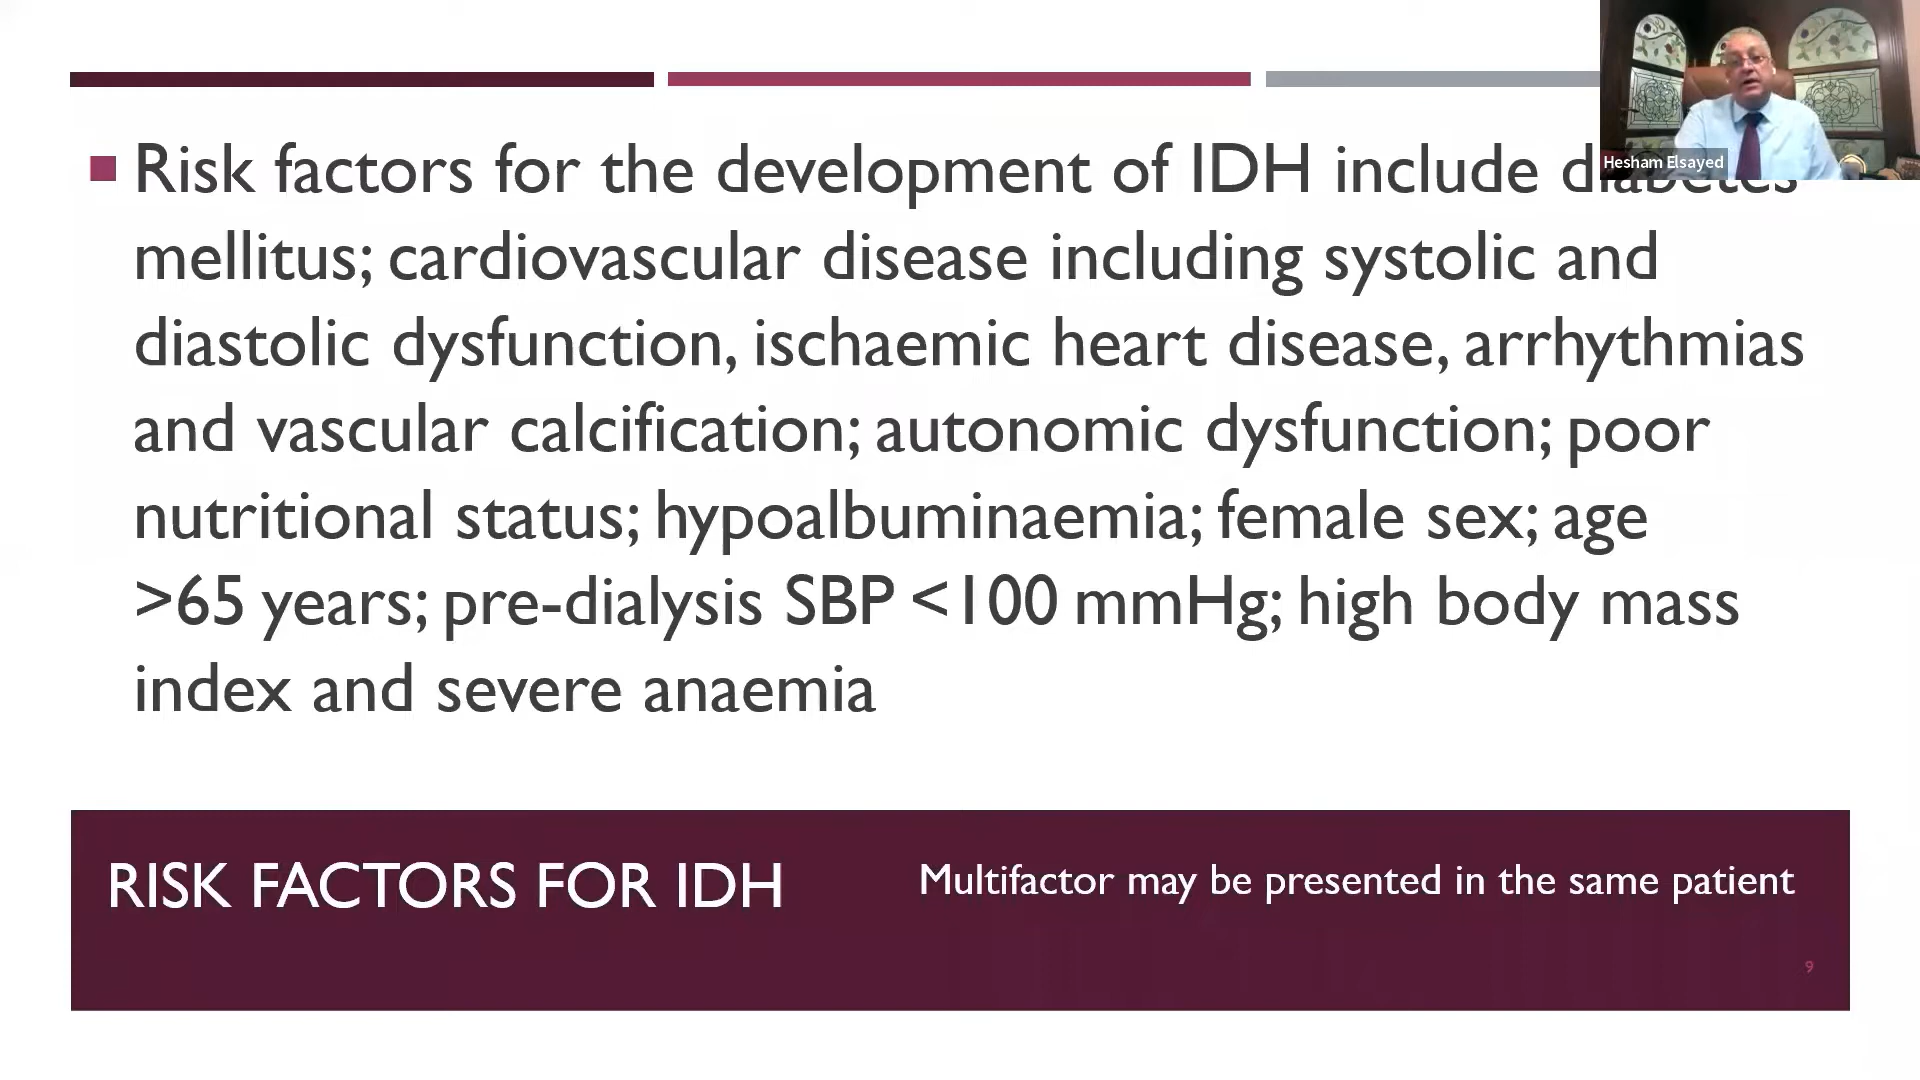 Risk factors for the development of IDH include diabetes
mellitus; cardiovascular disease including systolic and
diastolic dysfunction, ischaemic heart disease, arrhythmias
and vascular calcification; autonomic dysfunction; poor
nutritional status; hypoalbuminaemia; female sex; age
>65 years; pre-dialysis SBP <100 mmHg; high body mass
index and severe anaemia
Hesham Elsayed
RISK FACTORS FOR IDH
Multifactor may be presented in the same patient
9